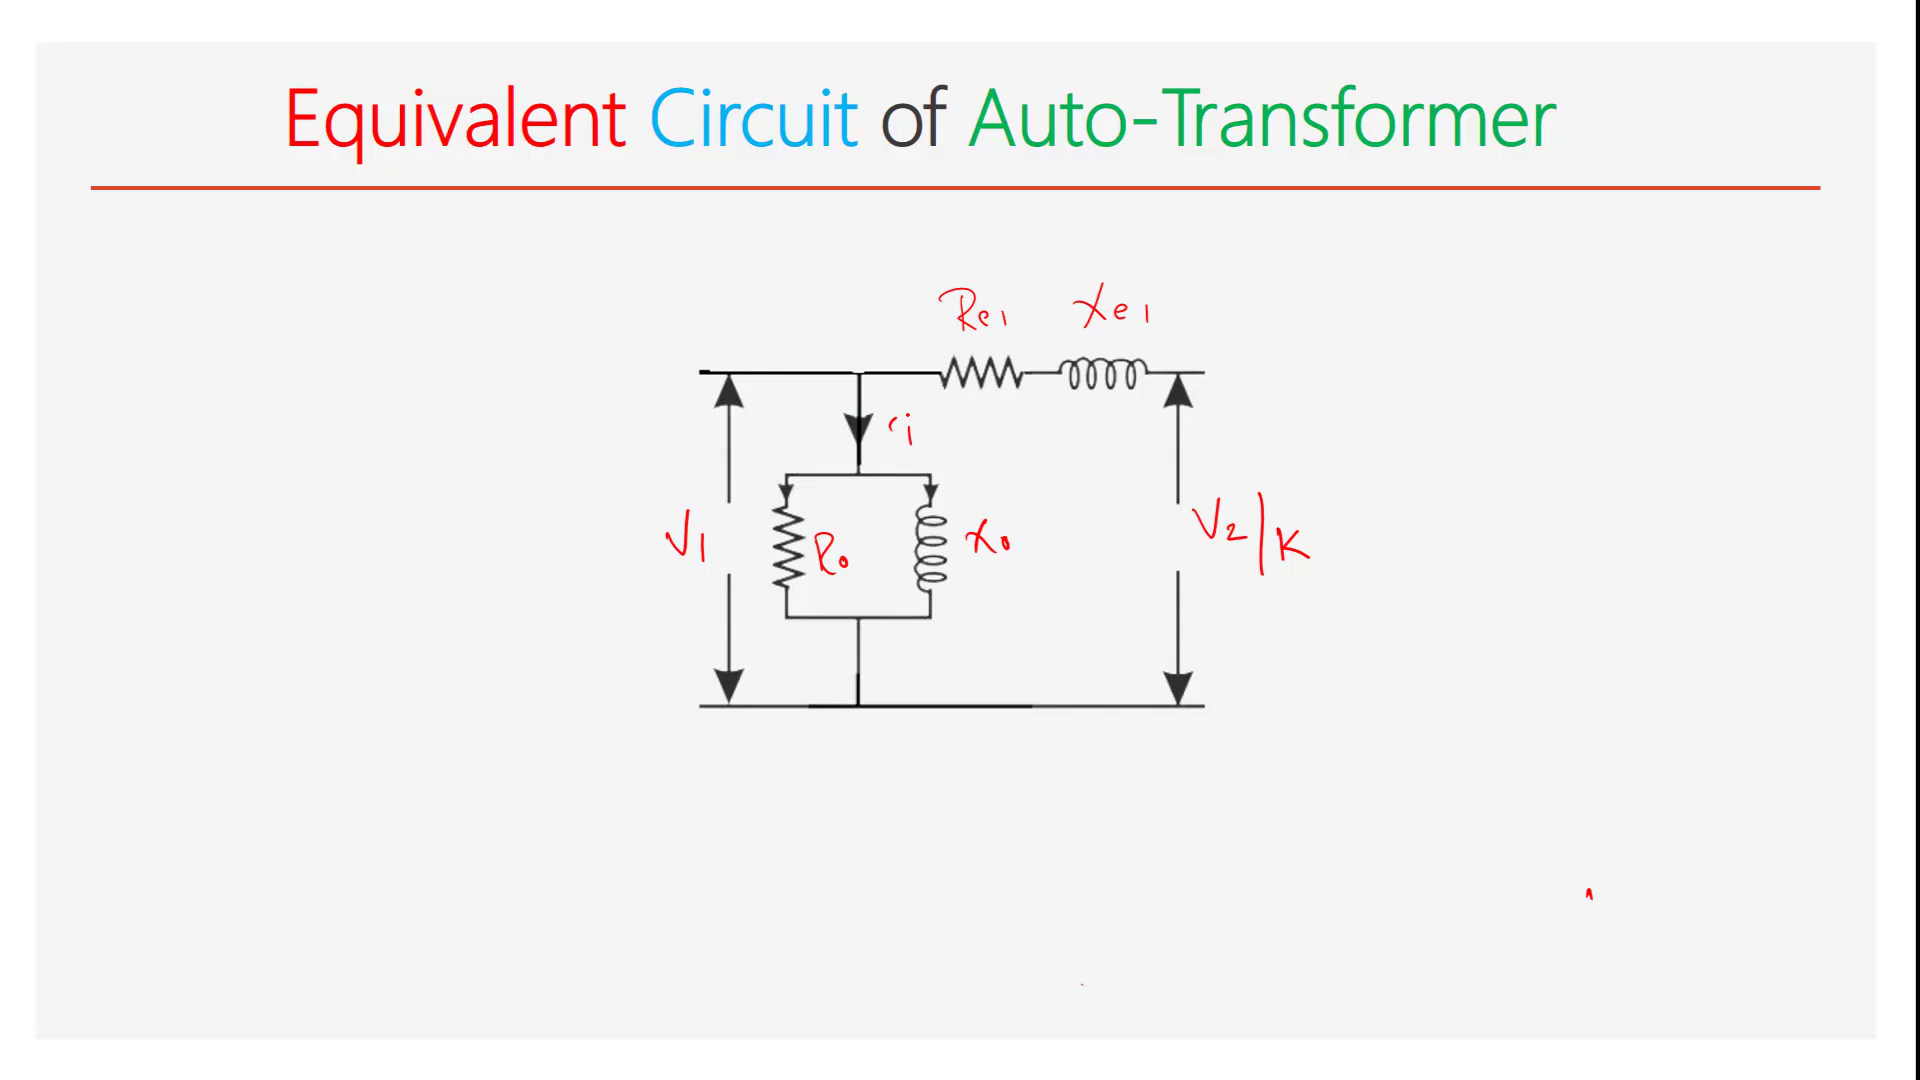 Equivalent Circuit of Auto-Transformer
Re1 Xe1
i
V1 R0 X0 V2/K